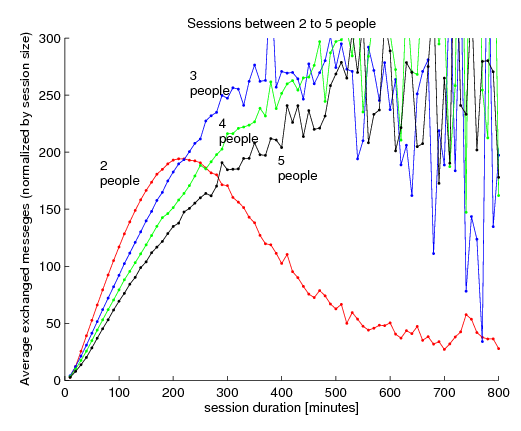 Sessions between 2 to 5 people
Average exchanged messeges (normalized by session size)
300
250
200
150
100
50
0
3
people
4
people
2
people
5
people
0 100 200 300 400 500 600 700 800
session duration [minutes]